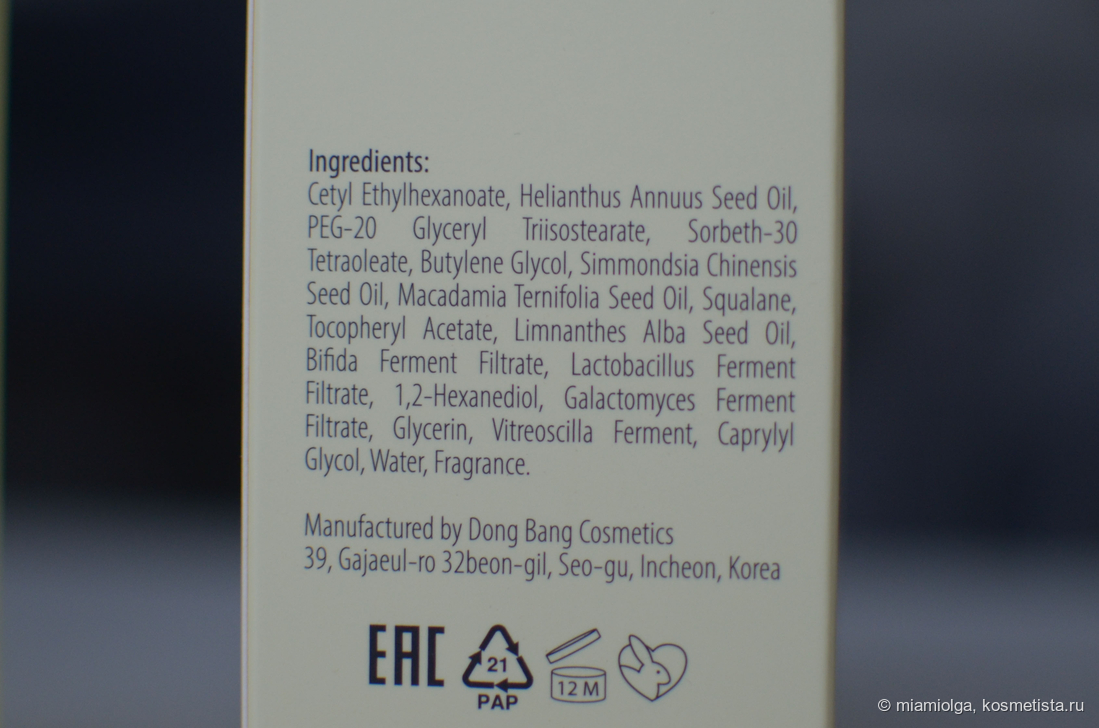 Ingredients:
Cetyl Ethylhexanoate, Helianthus Annuus Seed Oil,
PEG-20 Glyceryl Triisostearate, Sorbeth-30
Tetraoleate, Butylene Glycol, Simmondsia Chinensis
Seed Oil, Macadamia Ternifolia Seed Oil, Squalane,
Tocopheryl Acetate, Limnanthes Alba Seed Oil,
Bifida Ferment Filtrate, Lactobacillus Ferment
Filtrate, 1,2-Hexanediol, Galactomyces Ferment
Filtrate, Glycerin, Vitreoscilla Ferment, Caprylyl
Glycol, Water, Fragrance.
Manufactured by Dong Bang Cosmetics
39, Gajaeul-ro 32beon-gil, Seo-gu, Incheon, Korea
EAC 21 12 M
PAP
© miamiolga, kosmetista.ru